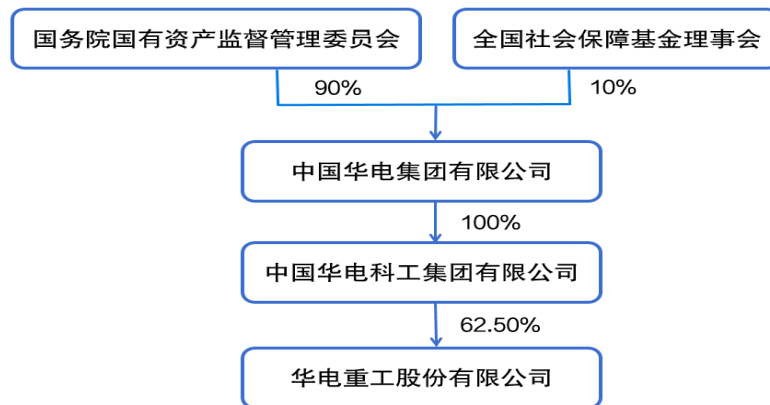 国务院国有资产监督管理委员会
全国社会保障基金理事会
90%
10%
中国华电集团有限公司
100%
中国华电科工集团有限公司
62.50%
华电重工股份有限公司